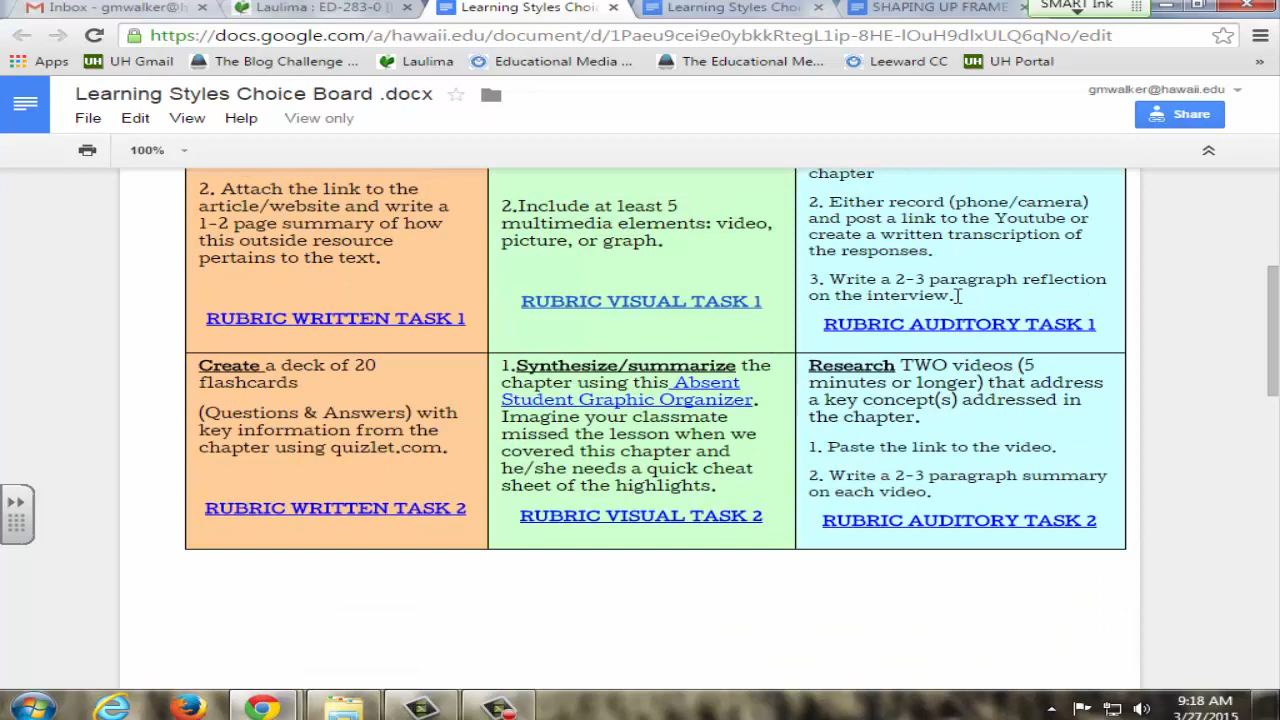 Inbox - gmwalker@h
Laulima : ED-283-0 [l
Learning Styles Choi
Learning Styles Choi
SHAPING UP FRAME
SMART Ink
https://docs.google.com/a/hawaii.edu/document/d/1Paeu9cei9e0ybkkRtegL1ip-8HE-lOuH9dlxULQ6qNo/edit
Apps
UH Gmail
The Blog Challenge ...
Laulima
Educational Media ...
The Educational Me...
Leeward CC
UH Portal
»
Learning Styles Choice Board .docx
gmwalker@hawaii.edu
File Edit View Help View only
Share
100%
2. Attach the link to the
article/website and write a
1-2 page summary of how
this outside resource
pertains to the text.
RUBRIC WRITTEN TASK 1
2.Include at least 5
multimedia elements: video,
picture, or graph.
RUBRIC VISUAL TASK 1
chapter
2. Either record (phone/camera)
and post a link to the Youtube or
create a written transcription of
the responses.
3. Write a 2-3 paragraph reflection
on the interview.
RUBRIC AUDITORY TASK 1
Create a deck of 20
flashcards
(Questions & Answers) with
key information from the
chapter using quizlet.com.
RUBRIC WRITTEN TASK 2
1.Synthesize/summarize the
chapter using this Absent
Student Graphic Organizer.
Imagine your classmate
missed the lesson when we
covered this chapter and
he/she needs a quick cheat
sheet of the highlights.
RUBRIC VISUAL TASK 2
Research TWO videos (5
minutes or longer) that address
a key concept(s) addressed in
the chapter.
1. Paste the link to the video.
2. Write a 2-3 paragraph summary
on each video.
RUBRIC AUDITORY TASK 2
9:18 AM
3/27/2015